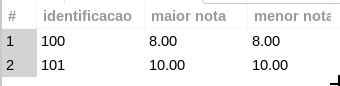 # identificacao maior nota menor nota
1 100 8.00 8.00
2 101 10.00 10.00